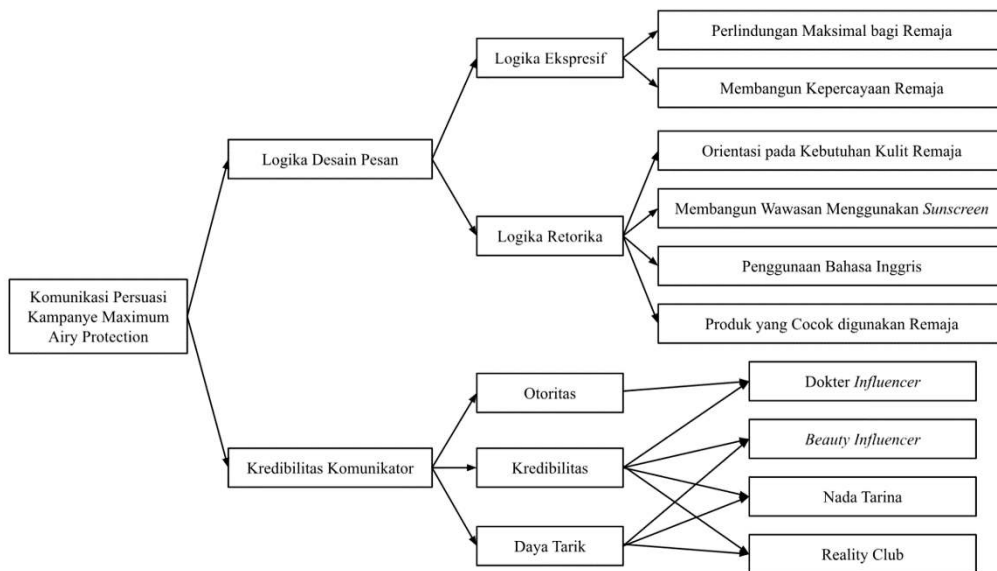 Komunikasi Persuasi
Kampanye Maximum
Airy Protection
Logika Desain Pesan
Logika Ekspresif
Perlindungan Maksimal bagi Remaja
Membangun Kepercayaan Remaja
Logika Retorika
Orientasi pada Kebutuhan Kulit Remaja
Membangun Wawasan Menggunakan Sunscreen
Penggunaan Bahasa Inggris
Produk yang Cocok digunakan Remaja
Kredibilitas Komunikator
Otoritas
Kredibilitas
Daya Tarik
Dokter Influencer
Beauty Influencer
Nada Tarina
Reality Club